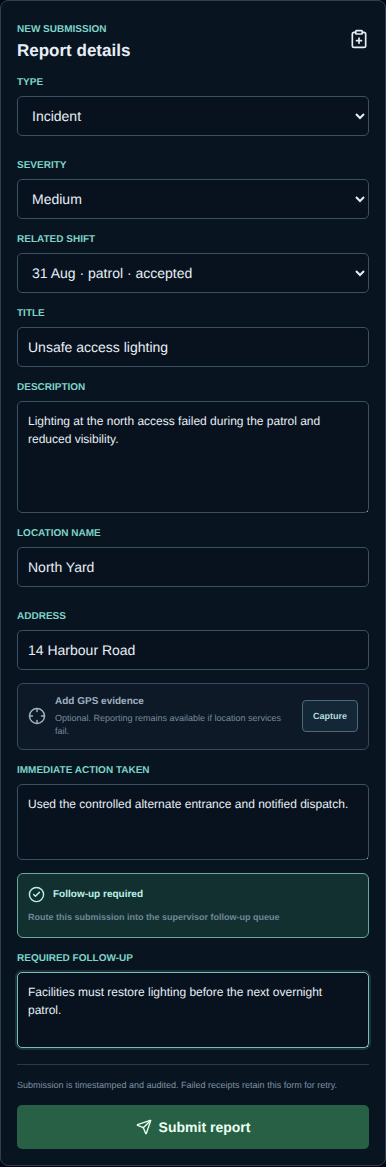 NEW SUBMISSION
Report details
TYPE
Incident
SEVERITY
Medium
RELATED SHIFT
31 Aug · patrol · accepted
TITLE
Unsafe access lighting
DESCRIPTION
Lighting at the north access failed during the patrol and
reduced visibility.
LOCATION NAME
North Yard
ADDRESS
14 Harbour Road
Add GPS evidence
Optional. Reporting remains available if location services
fail.
Capture
IMMEDIATE ACTION TAKEN
Used the controlled alternate entrance and notified dispatch.
Follow-up required
Route this submission into the supervisor follow-up queue
REQUIRED FOLLOW-UP
Facilities must restore lighting before the next overnight
patrol.
Submission is timestamped and audited. Failed receipts retain this form for retry.
Submit report